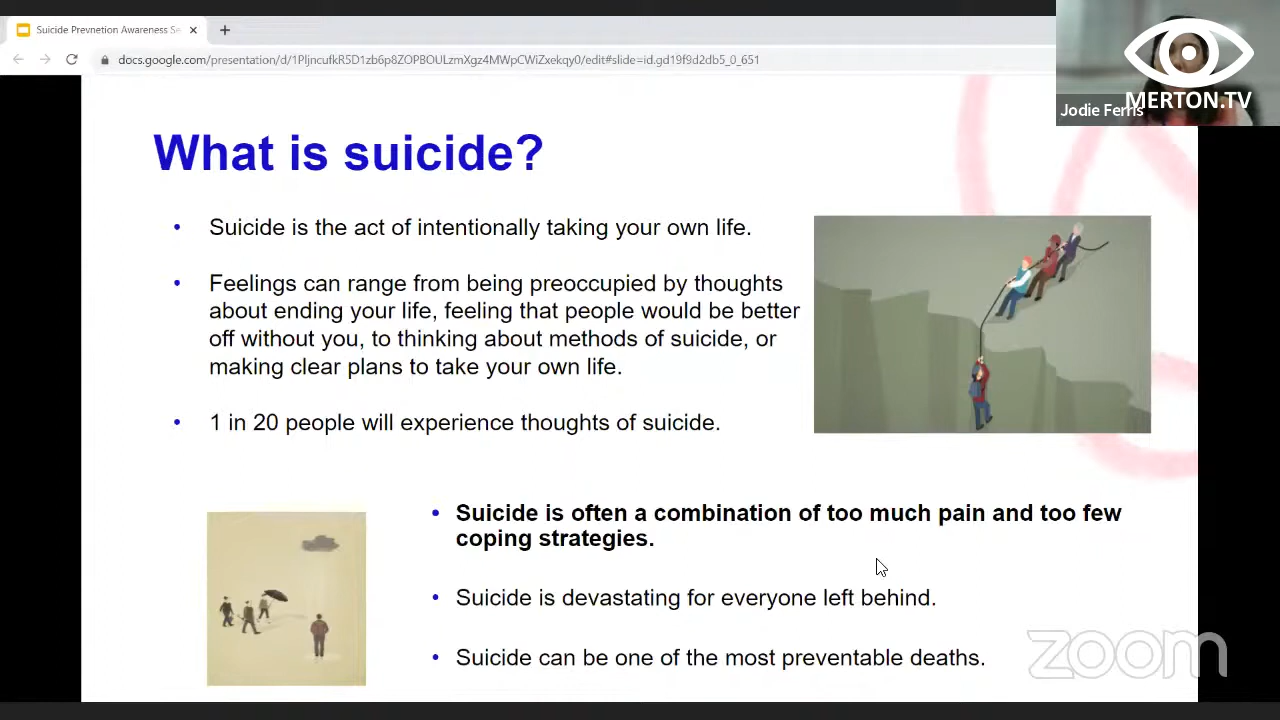 Suicide Prevnetion Awareness Se
docs.google.com/presentation/d/1PIjncufkR5D1zb6p8ZOPBOULzmXgz4MWpCWiZxekqy0/edit#slide=id.gd19f9d2db5_0_651
MERTON.TV
Jodie Ferris
What is suicide?
• Suicide is the act of intentionally taking your own life.
• Feelings can range from being preoccupied by thoughts
about ending your life, feeling that people would be better
off without you, to thinking about methods of suicide, or
making clear plans to take your own life.
• 1 in 20 people will experience thoughts of suicide.
• Suicide is often a combination of too much pain and too few
coping strategies.
• Suicide is devastating for everyone left behind.
• Suicide can be one of the most preventable deaths.
zoom